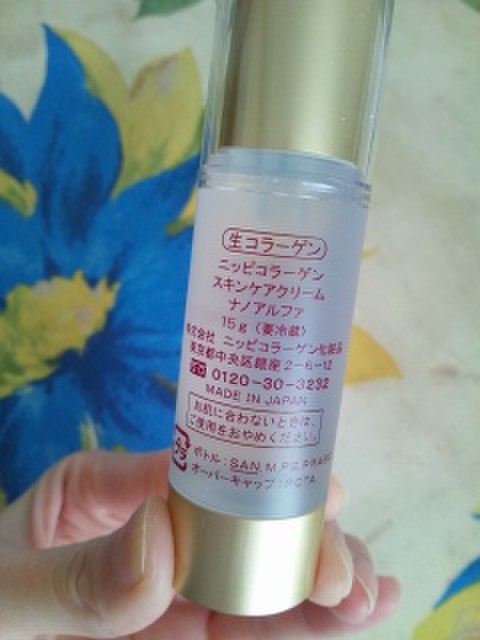 生コラーゲン
ニッピコラーゲン
スキンケアクリーム
ナノアルファ
15g〈要冷蔵〉
株式会社 ニッピコラーゲン化粧品
東京都中央区銀座2-6-12
0120-30-3232
MADE IN JAPAN
お肌に合わないときは、
ご使用をおやめください。
プラ
ボトル:SAN,M,PE,PP
オーバーキャップ:PCTA